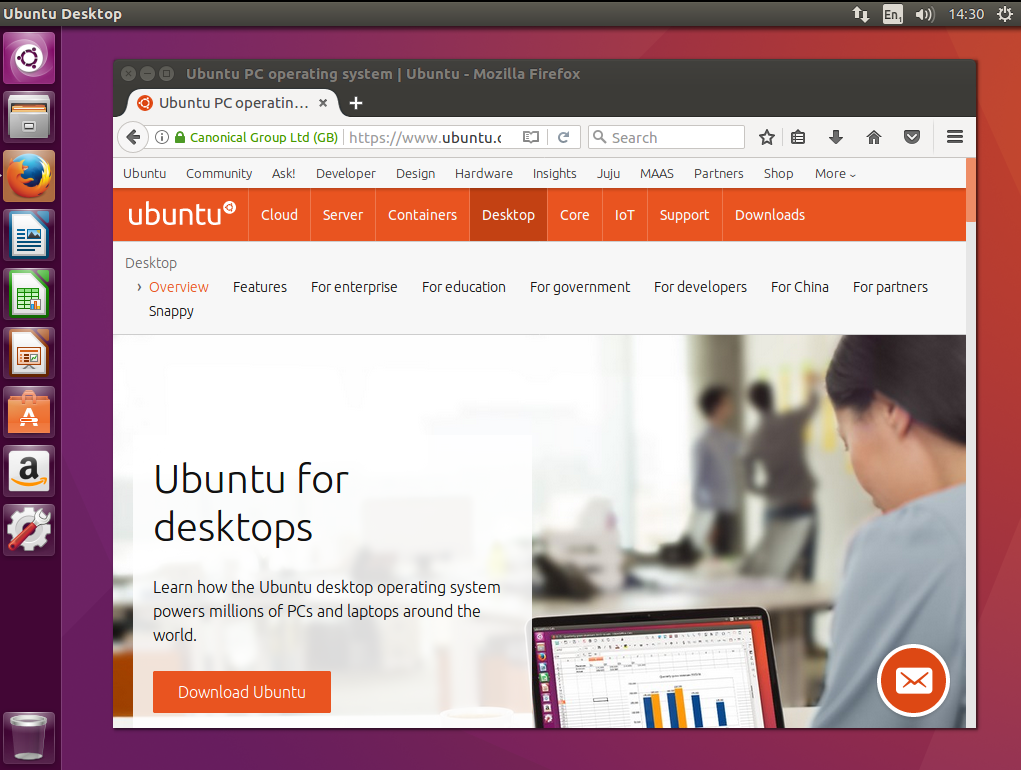 Ubuntu Desktop
En1 14:30
Ubuntu PC operating system | Ubuntu - Mozilla Firefox
Ubuntu PC operatin...
Canonical Group Ltd (GB) https://www.ubuntu.c Search
Ubuntu Community Ask! Developer Design Hardware Insights Juju MAAS Partners Shop More
ubuntu Cloud Server Containers Desktop Core IoT Support Downloads
Desktop
› Overview Features For enterprise For education For government For developers For China For partners
Snappy
Ubuntu for
desktops
Learn how the Ubuntu desktop operating system
powers millions of PCs and laptops around the
world.
Download Ubuntu